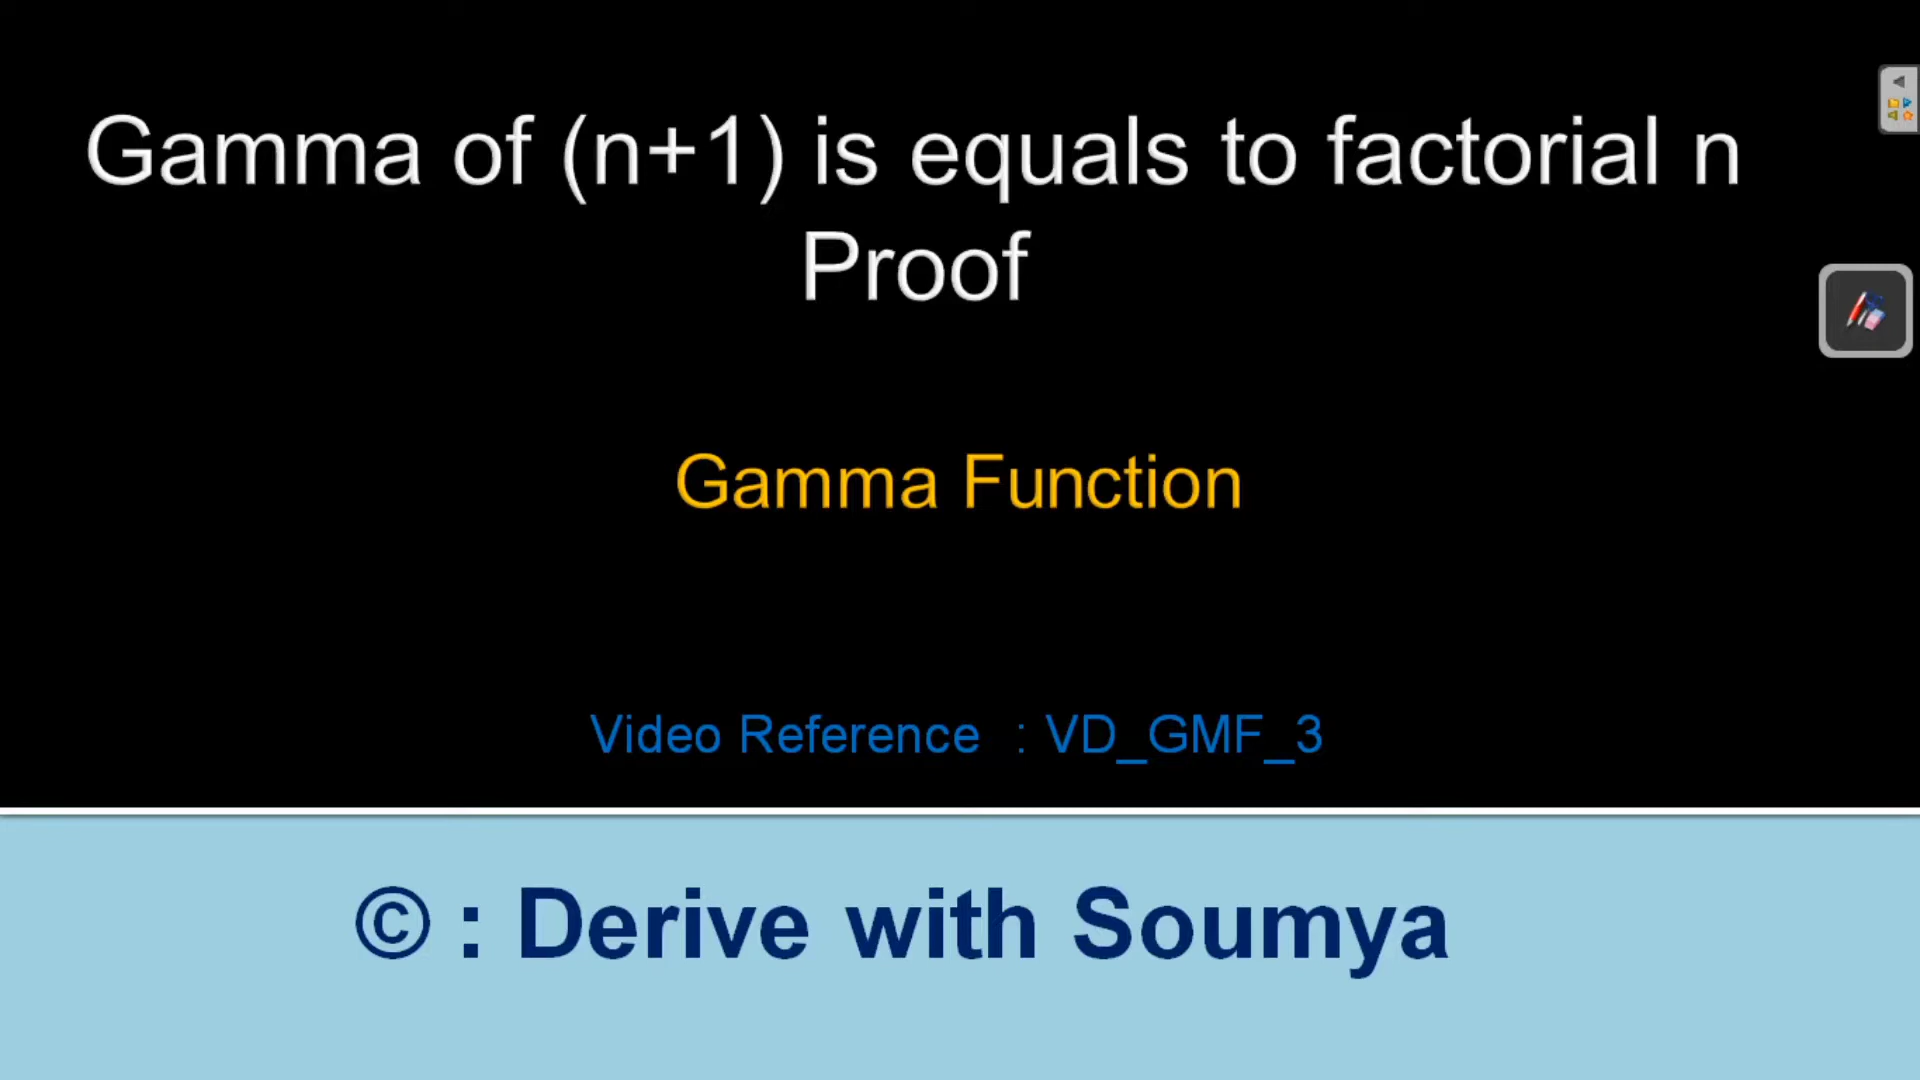 Gamma of (n+1) is equals to factorial n
Proof
Gamma Function
Video Reference : VD_GMF_3
© : Derive with Soumya